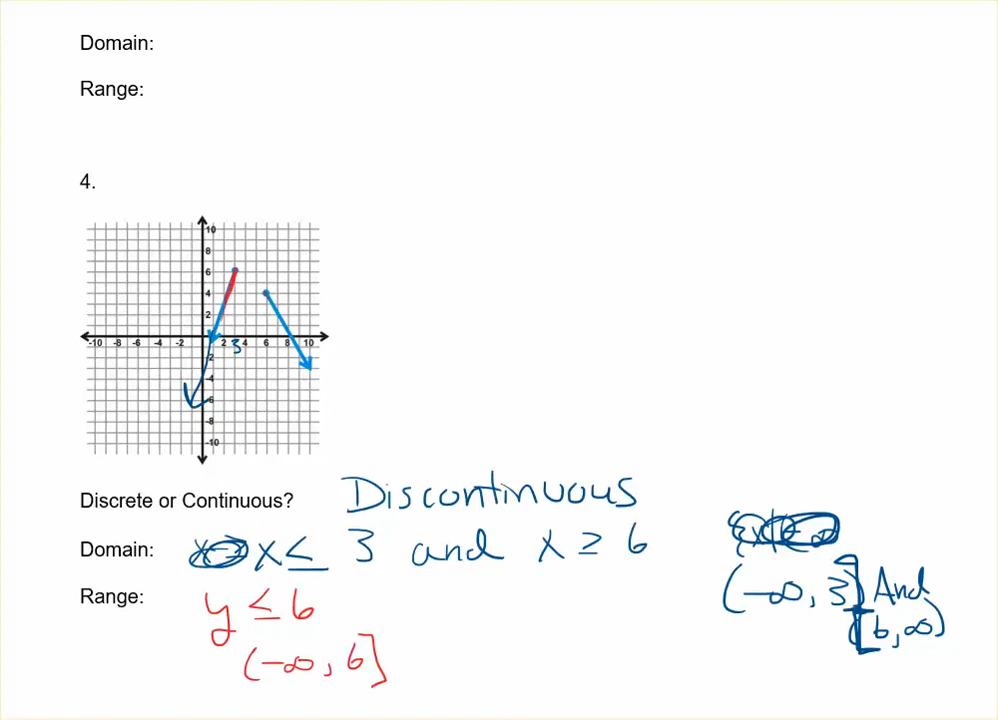 Domain:
Range:
4.
10
8
6
4
2
-10 -8 -6 -4 -2 2 3 4 6 8 10
-2
-4
-6
-8
-10
Discrete or Continuous? Discontinuous
Domain: x ≤ 3 and x ≥ 6
(-∞, 3] And
[6, ∞)
Range: y ≤ 6
(-∞, 6]